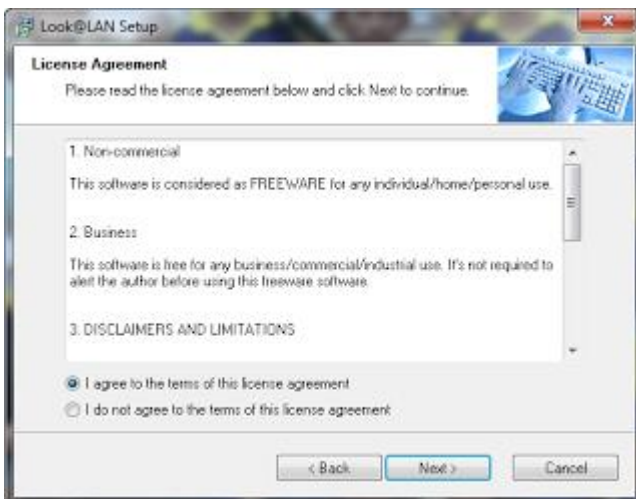 Look@LAN Setup
License Agreement
Please read the license agreement below and click Next to continue.
1. Non-commercial
This software is considered as FREEWARE for any individual/home/personal use.
2. Business
This software is free for any business/commercial/industrial use. It's not required to
alert the author before using this freeware software.
3. DISCLAIMERS AND LIMITATIONS
I agree to the terms of this license agreement
I do not agree to the terms of this license agreement
< Back
Next >
Cancel